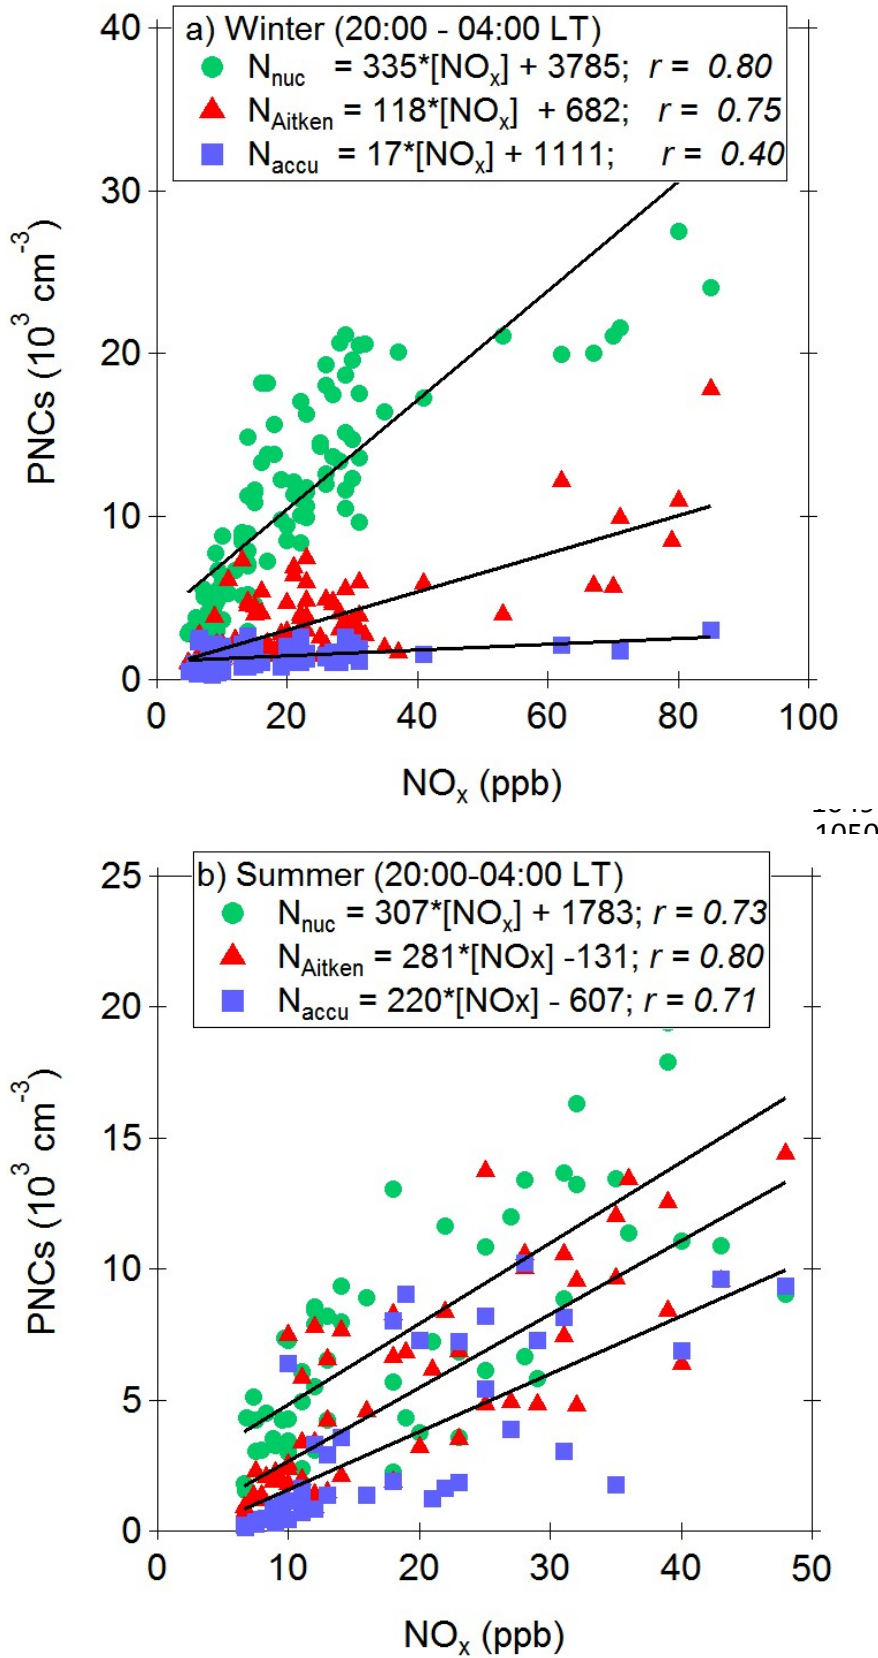 a) Winter (20:00 - 04:00 LT)
N_nuc = 335*[NO_x] + 3785; r = 0.80
N_Aitken = 118*[NO_x] + 682; r = 0.75
N_accu = 17*[NO_x] + 1111; r = 0.40
40
30
20
10
0
PNCs (10^3 cm^-3)
0 20 40 60 80 100
NO_x (ppb)
1050
b) Summer (20:00-04:00 LT)
N_nuc = 307*[NO_x] + 1783; r = 0.73
N_Aitken = 281*[NOx] -131; r = 0.80
N_accu = 220*[NOx] - 607; r = 0.71
25
20
15
10
5
0
PNCs (10^3 cm^-3)
0 10 20 30 40 50
NO_x (ppb)